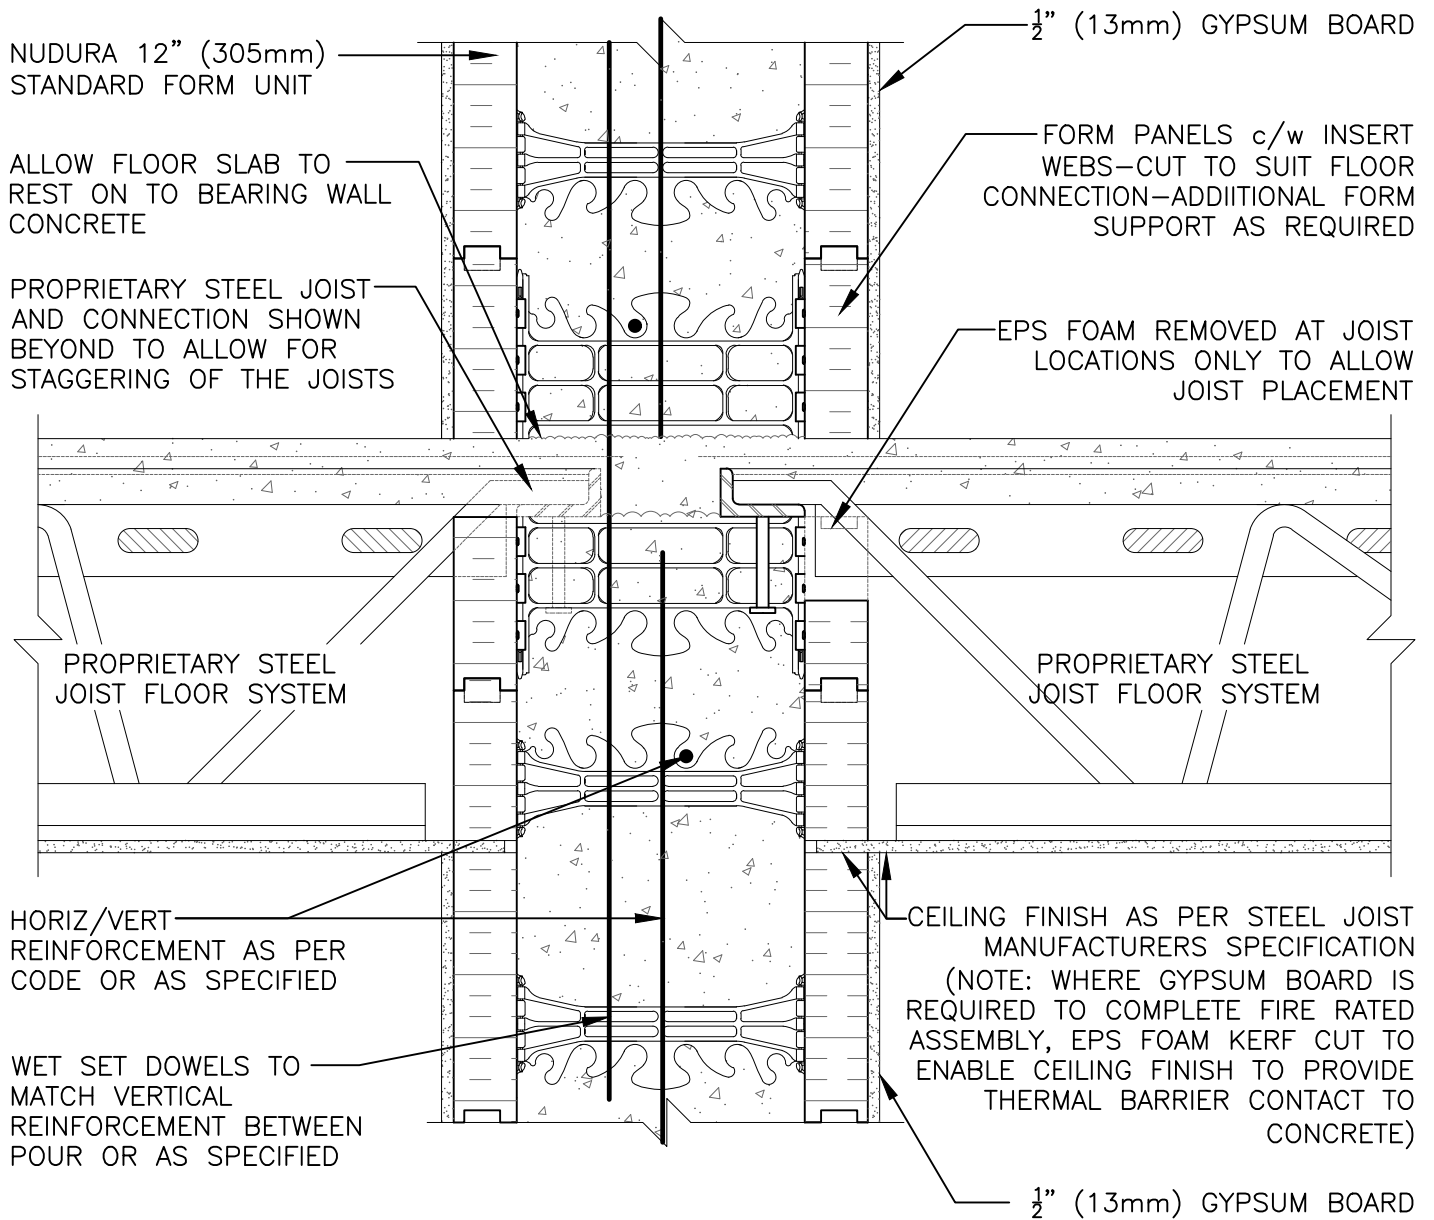 NUDURA 12” (305mm)
STANDARD FORM UNIT
ALLOW FLOOR SLAB TO
REST ON TO BEARING WALL
CONCRETE
PROPRIETARY STEEL JOIST
AND CONNECTION SHOWN
BEYOND TO ALLOW FOR
STAGGERING OF THE JOISTS
½” (13mm) GYPSUM BOARD
FORM PANELS c/w INSERT
WEBS–CUT TO SUIT FLOOR
CONNECTION–ADDIITIONAL FORM
SUPPORT AS REQUIRED
EPS FOAM REMOVED AT JOIST
LOCATIONS ONLY TO ALLOW
JOIST PLACEMENT
PROPRIETARY STEEL
JOIST FLOOR SYSTEM
PROPRIETARY STEEL
JOIST FLOOR SYSTEM
HORIZ/VERT
REINFORCEMENT AS PER
CODE OR AS SPECIFIED
WET SET DOWELS TO
MATCH VERTICAL
REINFORCEMENT BETWEEN
POUR OR AS SPECIFIED
CEILING FINISH AS PER STEEL JOIST
MANUFACTURERS SPECIFICATION
(NOTE: WHERE GYPSUM BOARD IS
REQUIRED TO COMPLETE FIRE RATED
ASSEMBLY, EPS FOAM KERF CUT TO
ENABLE CEILING FINISH TO PROVIDE
THERMAL BARRIER CONTACT TO
CONCRETE)
½” (13mm) GYPSUM BOARD